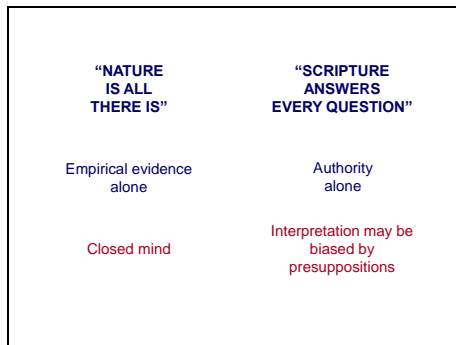 “NATURE
IS ALL
THERE IS”
“SCRIPTURE
ANSWERS
EVERY QUESTION”
Empirical evidence
alone
Authority
alone
Closed mind
Interpretation may be
biased by
presuppositions